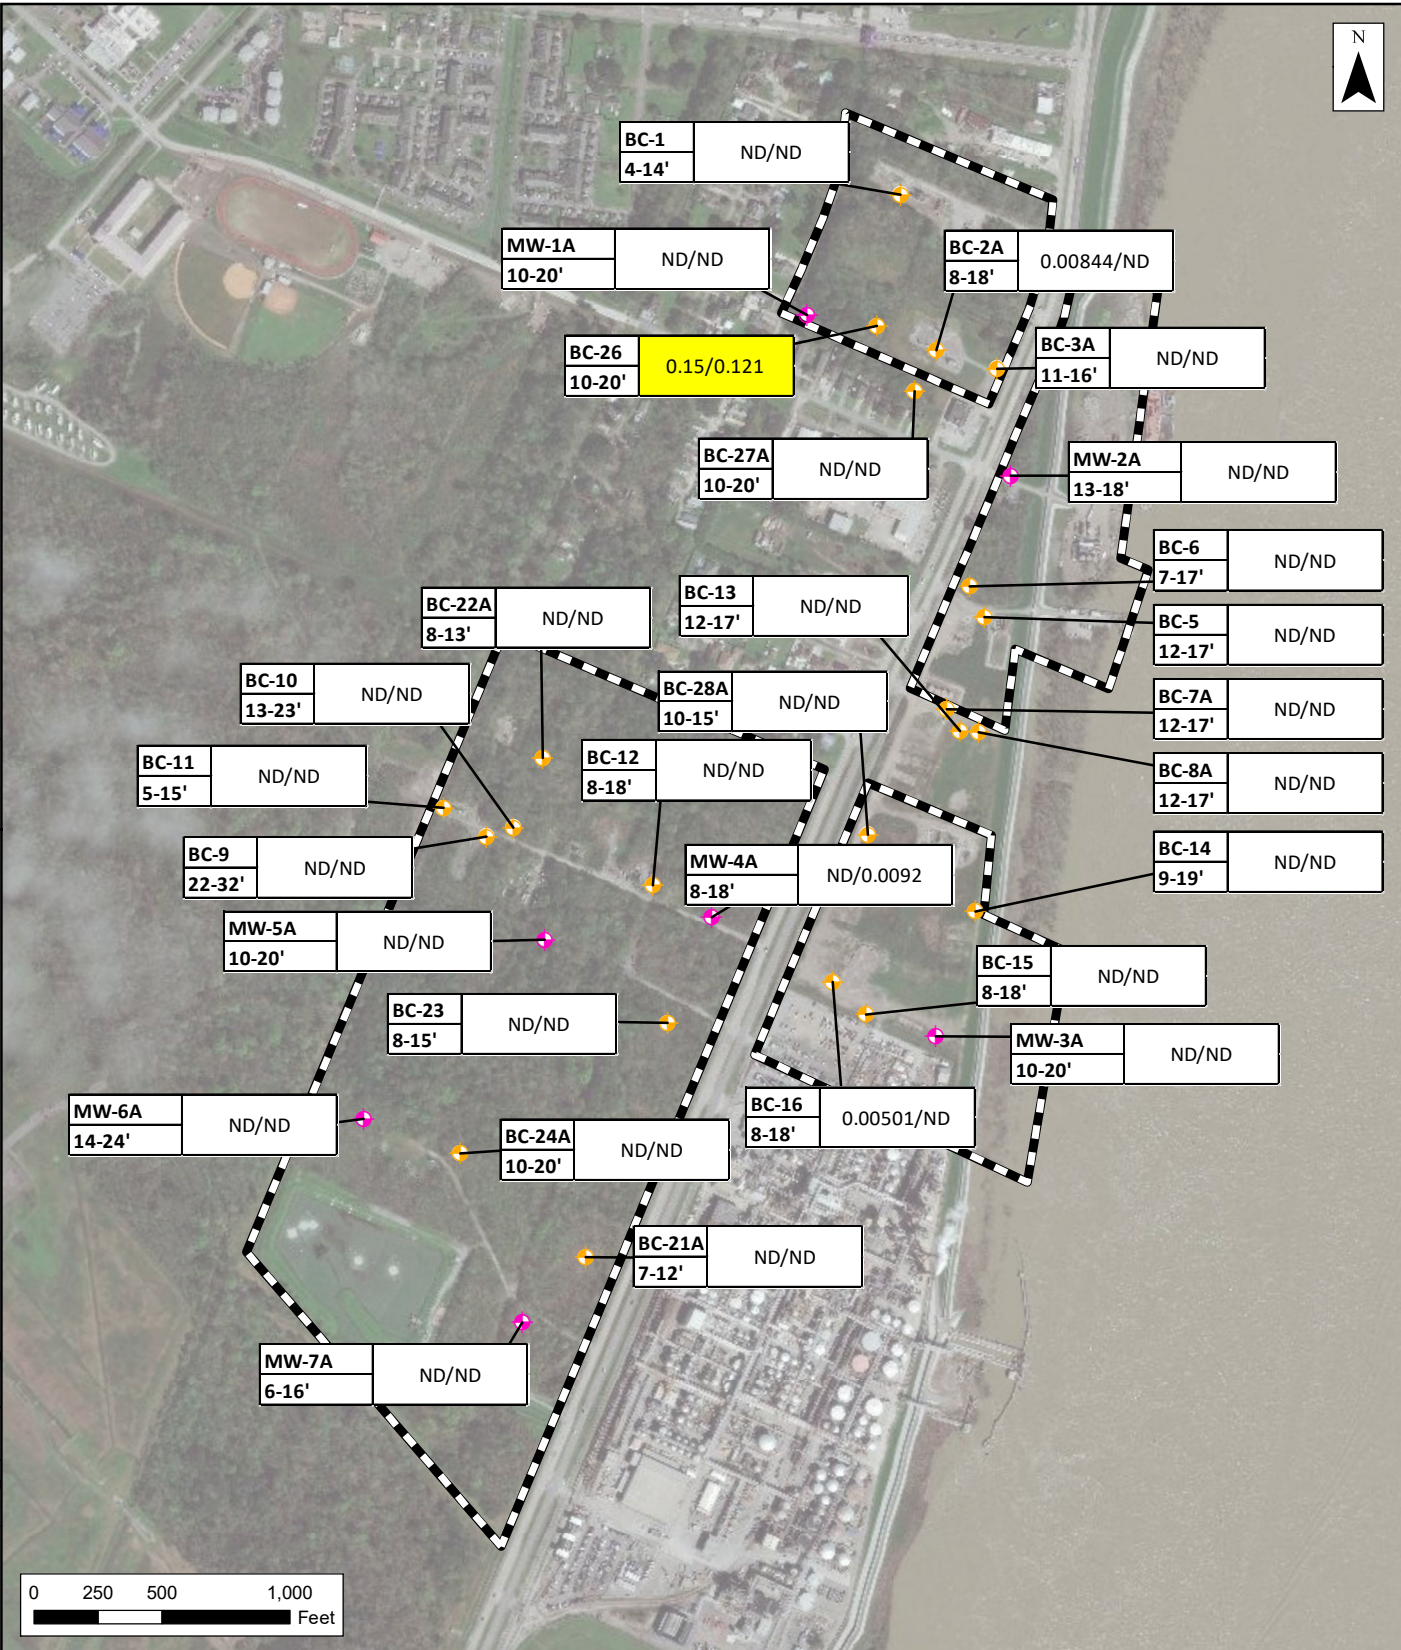 N
BC-1
4-14'
ND/ND
MW-1A
10-20'
ND/ND
BC-2A
8-18'
0.00844/ND
BC-26
10-20'
0.15/0.121
BC-3A
11-16'
ND/ND
BC-27A
10-20'
ND/ND
MW-2A
13-18'
ND/ND
BC-6
7-17'
ND/ND
BC-13
12-17'
ND/ND
BC-22A
8-13'
ND/ND
BC-5
12-17'
ND/ND
BC-10
13-23'
ND/ND
BC-28A
10-15'
ND/ND
BC-7A
12-17'
ND/ND
BC-11
5-15'
ND/ND
BC-12
8-18'
ND/ND
BC-8A
12-17'
ND/ND
BC-9
22-32'
ND/ND
MW-4A
8-18'
ND/0.0092
BC-14
9-19'
ND/ND
MW-5A
10-20'
ND/ND
BC-15
8-18'
ND/ND
BC-23
8-15'
ND/ND
MW-3A
10-20'
ND/ND
MW-6A
14-24'
ND/ND
BC-16
8-18'
0.00501/ND
BC-24A
10-20'
ND/ND
BC-21A
7-12'
ND/ND
MW-7A
6-16'
ND/ND
0 250 500 1,000
Feet